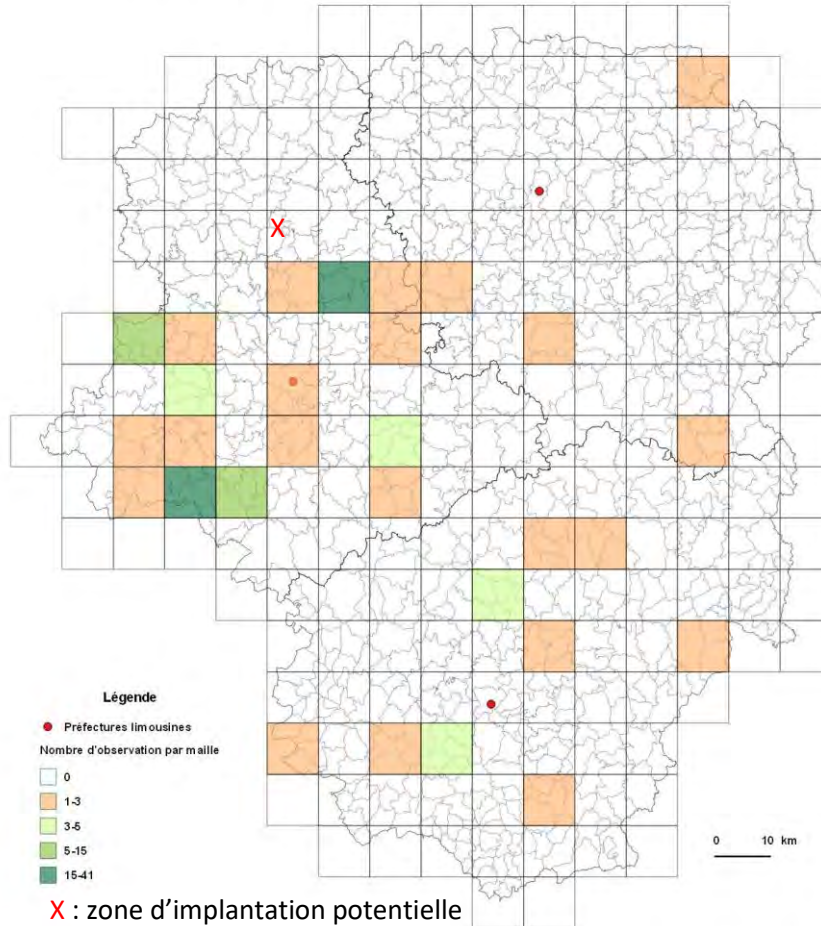 X
Légende
Préfectures limousines
Nombre d'observation par maille
0
1-3
3-5
5-15
15-41
0 10 km
X : zone d'implantation potentielle